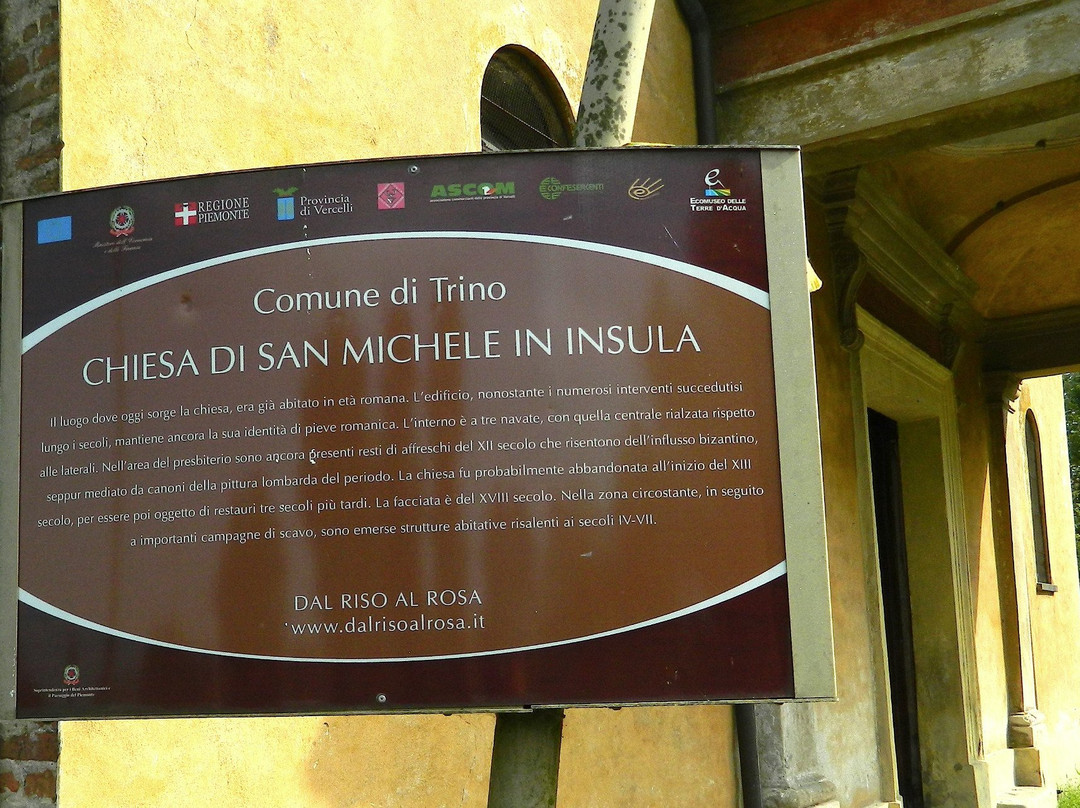 REGIONE
PIEMONTE
Provincia
di Vercelli
ASCOM
CONFESERCENTI
ECOMUSEO DELLE
TERRE D'ACQUA
Comune di Trino
CHIESA DI SAN MICHELE IN INSULA
Il luogo dove oggi sorge la chiesa, era già abitato in età romana. L'edificio, nonostante i numerosi interventi succedutisi
lungo i secoli, mantiene ancora la sua identità di pieve romanica. L'interno è a tre navate, con quella centrale rialzata rispetto
alle laterali. Nell'area del presbiterio sono ancora presenti resti di affreschi del XII secolo che risentono dell'influsso bizantino,
seppur mediato da canoni della pittura lombarda del periodo. La chiesa fu probabilmente abbandonata all'inizio del XIII
secolo, per essere poi oggetto di restauri tre secoli più tardi. La facciata è del XVIII secolo. Nella zona circostante, in seguito
a importanti campagne di scavo, sono emerse strutture abitative risalenti ai secoli IV-VII.
DAL RISO AL ROSA
www.dalrisoalrosa.it